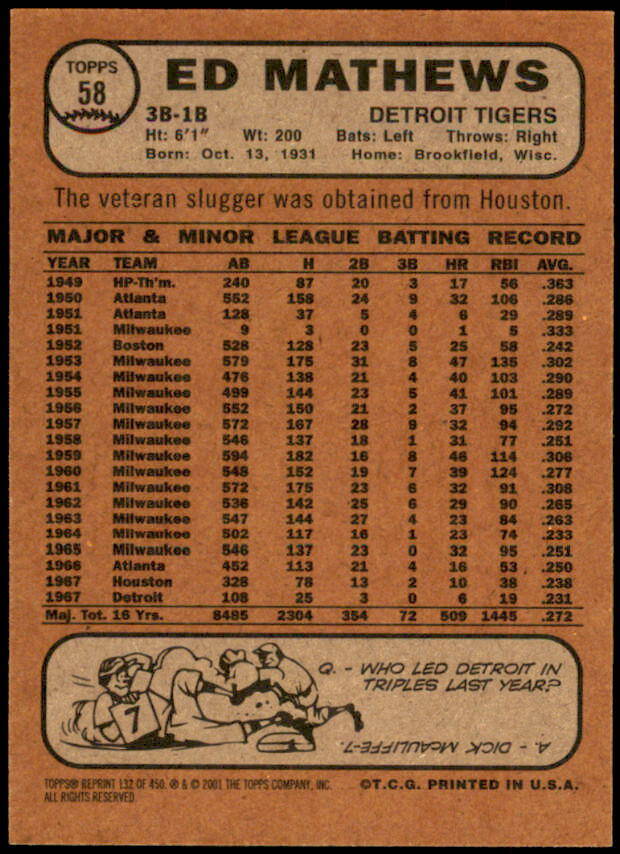 TOPPS
58
ED MATHEWS
3B-1B DETROIT TIGERS
Ht: 6'1" Wt: 200 Bats: Left Throws: Right
Born: Oct. 13, 1931 Home: Brookfield, Wisc.
The veteran slugger was obtained from Houston.
MAJOR & MINOR LEAGUE BATTING RECORD
YEAR TEAM AB H 2B 3B HR RBI AVG.
1949 HP-Th'm. 240 87 20 3 17 56 .363
1950 Atlanta 552 158 24 9 32 106 .286
1951 Atlanta 128 37 5 4 6 29 .289
1951 Milwaukee 9 3 0 0 1 5 .333
1952 Boston 528 128 23 5 25 58 .242
1953 Milwaukee 579 175 31 8 47 135 .302
1954 Milwaukee 476 138 21 4 40 103 .290
1955 Milwaukee 499 144 23 5 41 101 .289
1956 Milwaukee 552 150 21 2 37 95 .272
1957 Milwaukee 572 167 28 9 32 94 .292
1958 Milwaukee 546 137 18 1 31 77 .251
1959 Milwaukee 594 182 16 8 46 114 .306
1960 Milwaukee 548 152 19 7 39 124 .277
1961 Milwaukee 572 175 23 6 32 91 .308
1962 Milwaukee 536 142 25 6 29 90 .265
1963 Milwaukee 547 144 27 4 23 84 .263
1964 Milwaukee 502 117 16 1 23 74 .233
1965 Milwaukee 546 137 23 0 32 95 .251
1966 Atlanta 452 113 21 4 16 53 .250
1967 Houston 328 78 13 2 10 38 .238
1967 Detroit 108 25 3 0 6 19 .231
Maj. Tot. 16 Yrs. 8485 2304 354 72 509 1445 .272
Q. - WHO LED DETROIT IN
TRIPLES LAST YEAR?
7
A. - DICK McAULIFFE-7.
TOPPS® REPRINT 132 OF 450. ® & © 2001 THE TOPPS COMPANY, INC.
ALL RIGHTS RESERVED.
©T.C.G. PRINTED IN U.S.A.